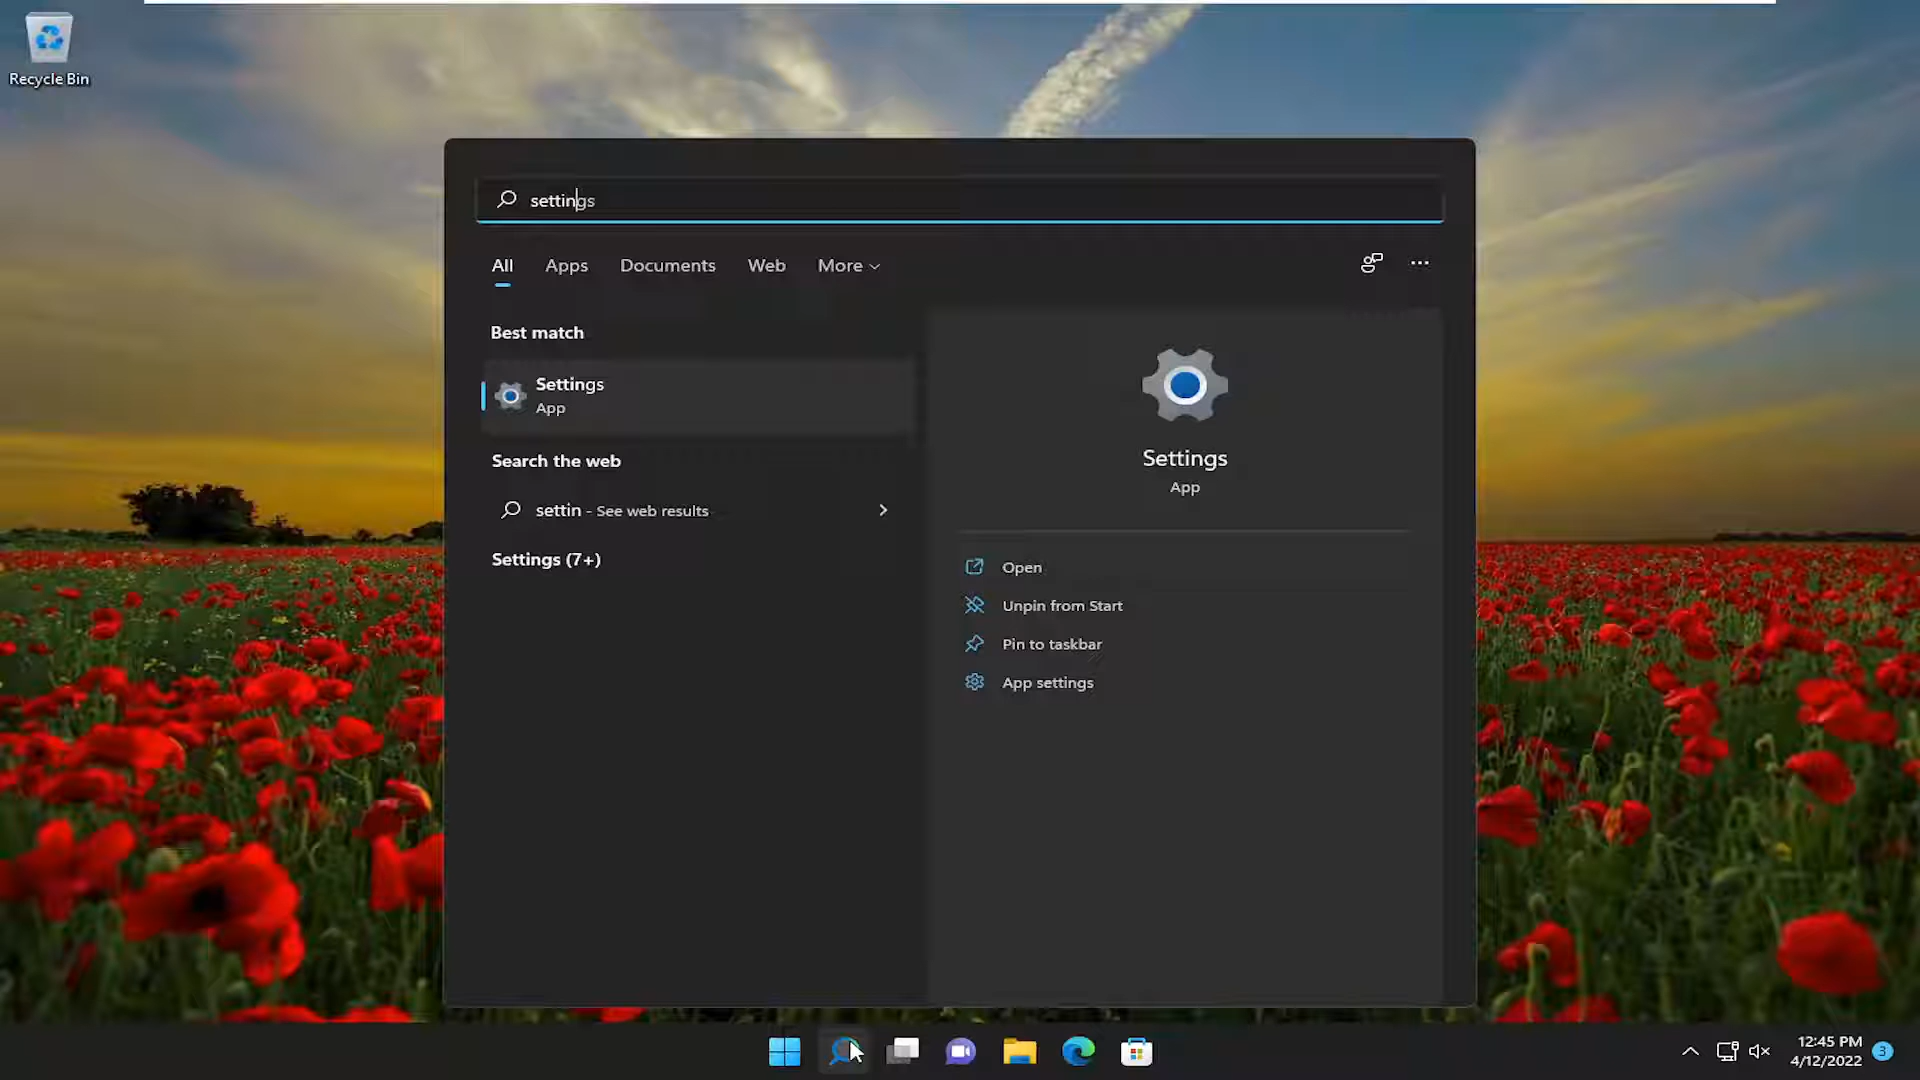 Recycle Bin
settings
All Apps Documents Web More
Best match
Settings
App
Search the web
settin - See web results
Settings (7+)
Settings
App
Open
Unpin from Start
Pin to taskbar
App settings
12:45 PM
4/12/2022
3